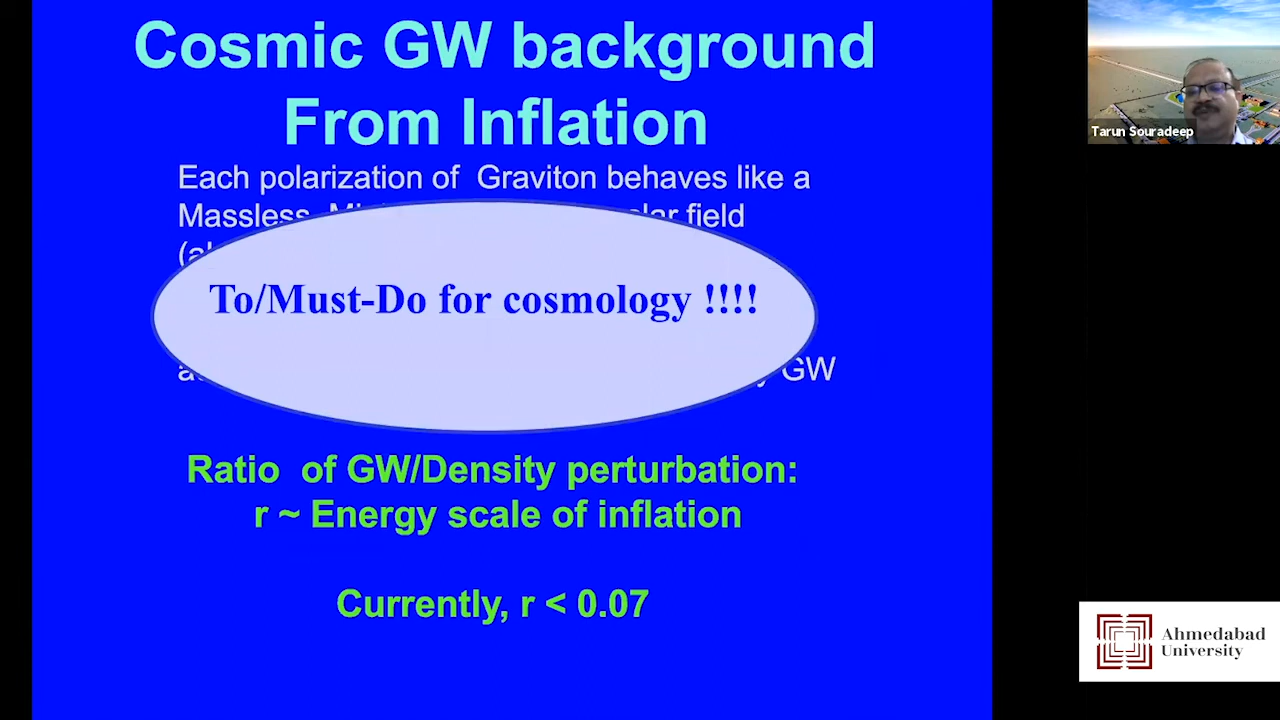 Cosmic GW background
From Inflation
Each polarization of Graviton behaves like a
Massless field
To/Must-Do for cosmology !!!!
GW
Ratio of GW/Density perturbation:
r ~ Energy scale of inflation
Currently, r < 0.07
Tarun Souradeep
Ahmedabad
University